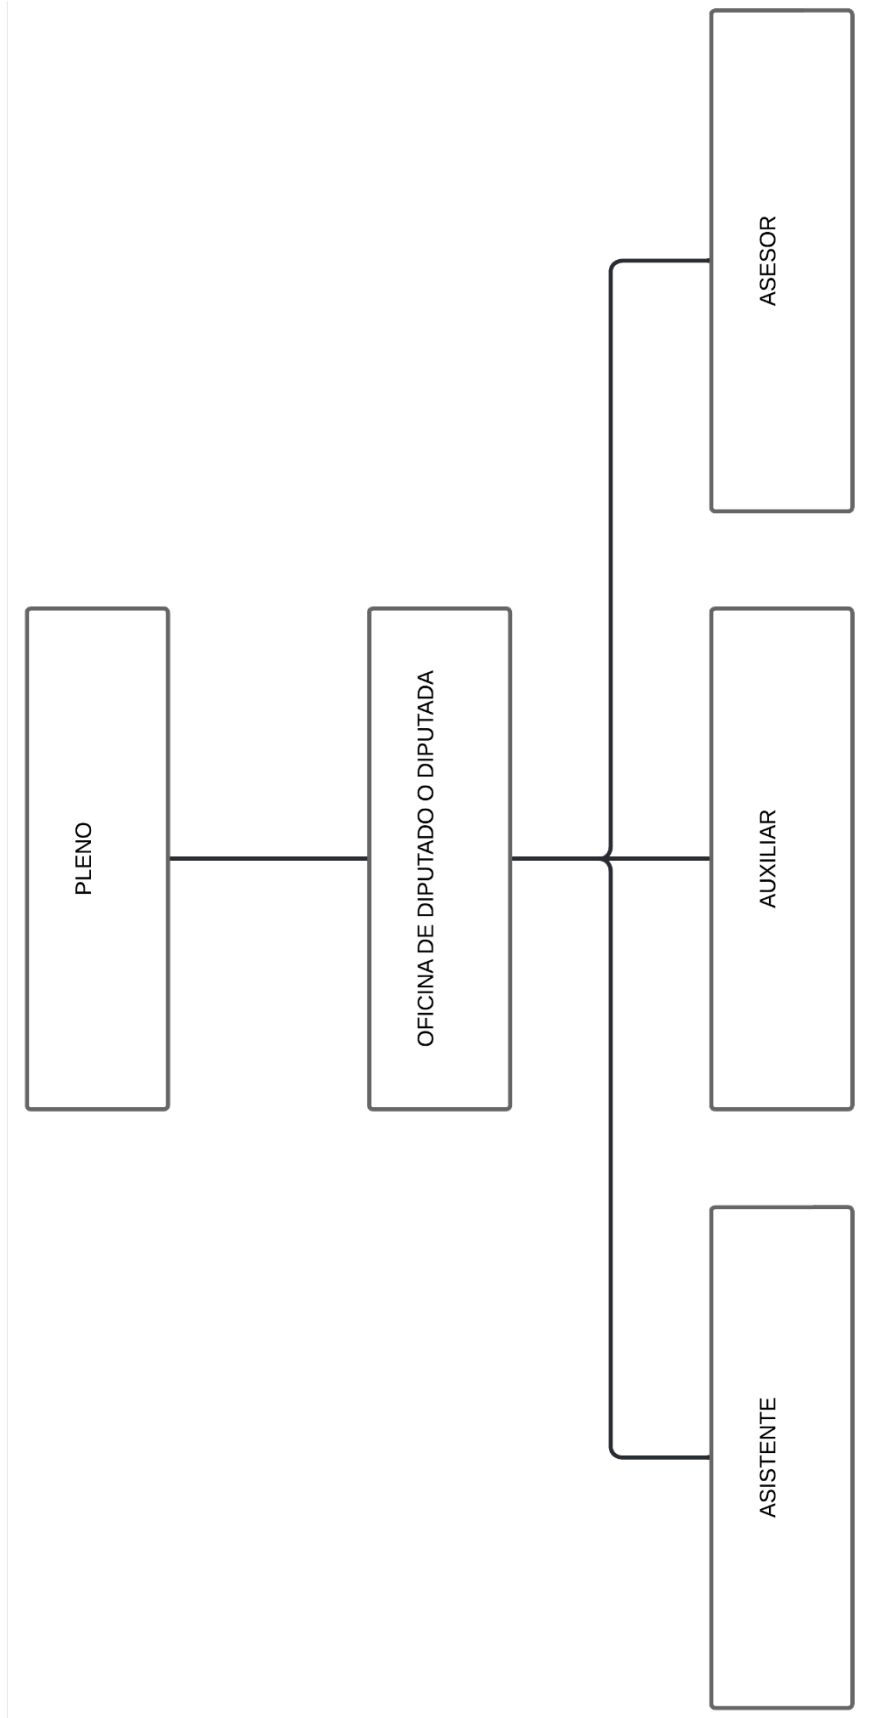 PLENO
OFICINA DE DIPUTADO O DIPUTADA
ASISTENTE
AUXILIAR
ASESOR